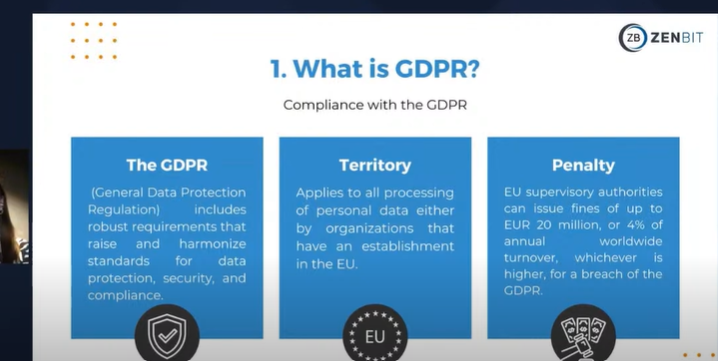 ZB ZENBIT
1. What is GDPR?
Compliance with the GDPR
The GDPR
(General Data Protection
Regulation) includes
robust requirements that
raise and harmonize
standards for data
protection, security, and
compliance.
Territory
Applies to all processing
of personal data either
by organizations that
have an establishment
in the EU.
EU
Penalty
EU supervisory authorities
can issue fines of up to
EUR 20 million, or 4% of
annual worldwide
turnover, whichever is
higher, for a breach of the
GDPR.